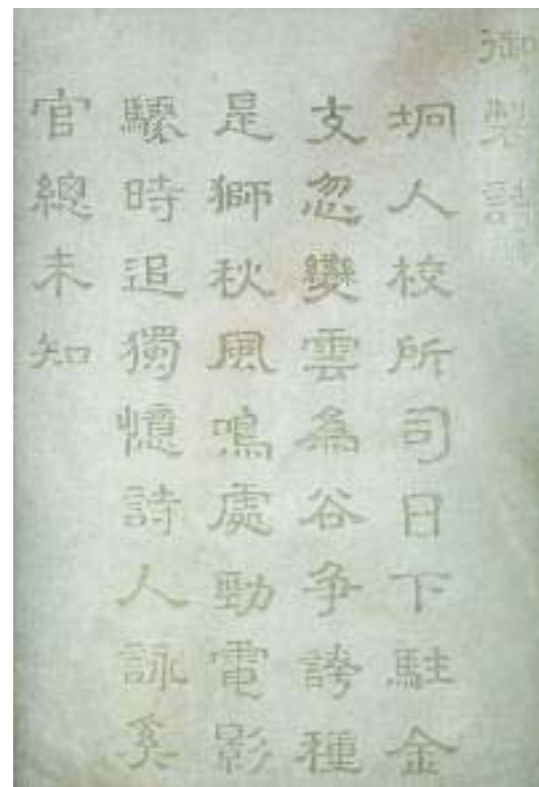 御製詩
坰人校所司日下駐金
支忽變雲為谷争誇種
是獅秋風鳴處勁電影
驟時追獨憶詩人詠奚
官總未知